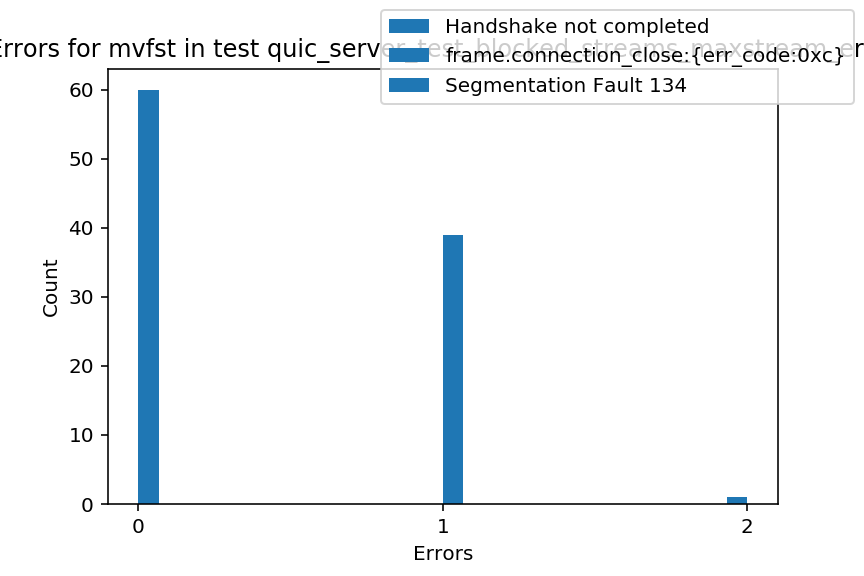 Errors for mvfst in test quic_server_test_blocked_streams_maxstream_er
Handshake not completed
frame.connection_close:{err_code:0xc}
Segmentation Fault 134
60
50
40
30
20
10
0
Count
0 1 2
Errors